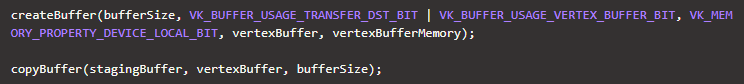 createBuffer(bufferSize, VK_BUFFER_USAGE_TRANSFER_DST_BIT | VK_BUFFER_USAGE_VERTEX_BUFFER_BIT, VK_MEM
ORY_PROPERTY_DEVICE_LOCAL_BIT, vertexBuffer, vertexBufferMemory);
copyBuffer(stagingBuffer, vertexBuffer, bufferSize);